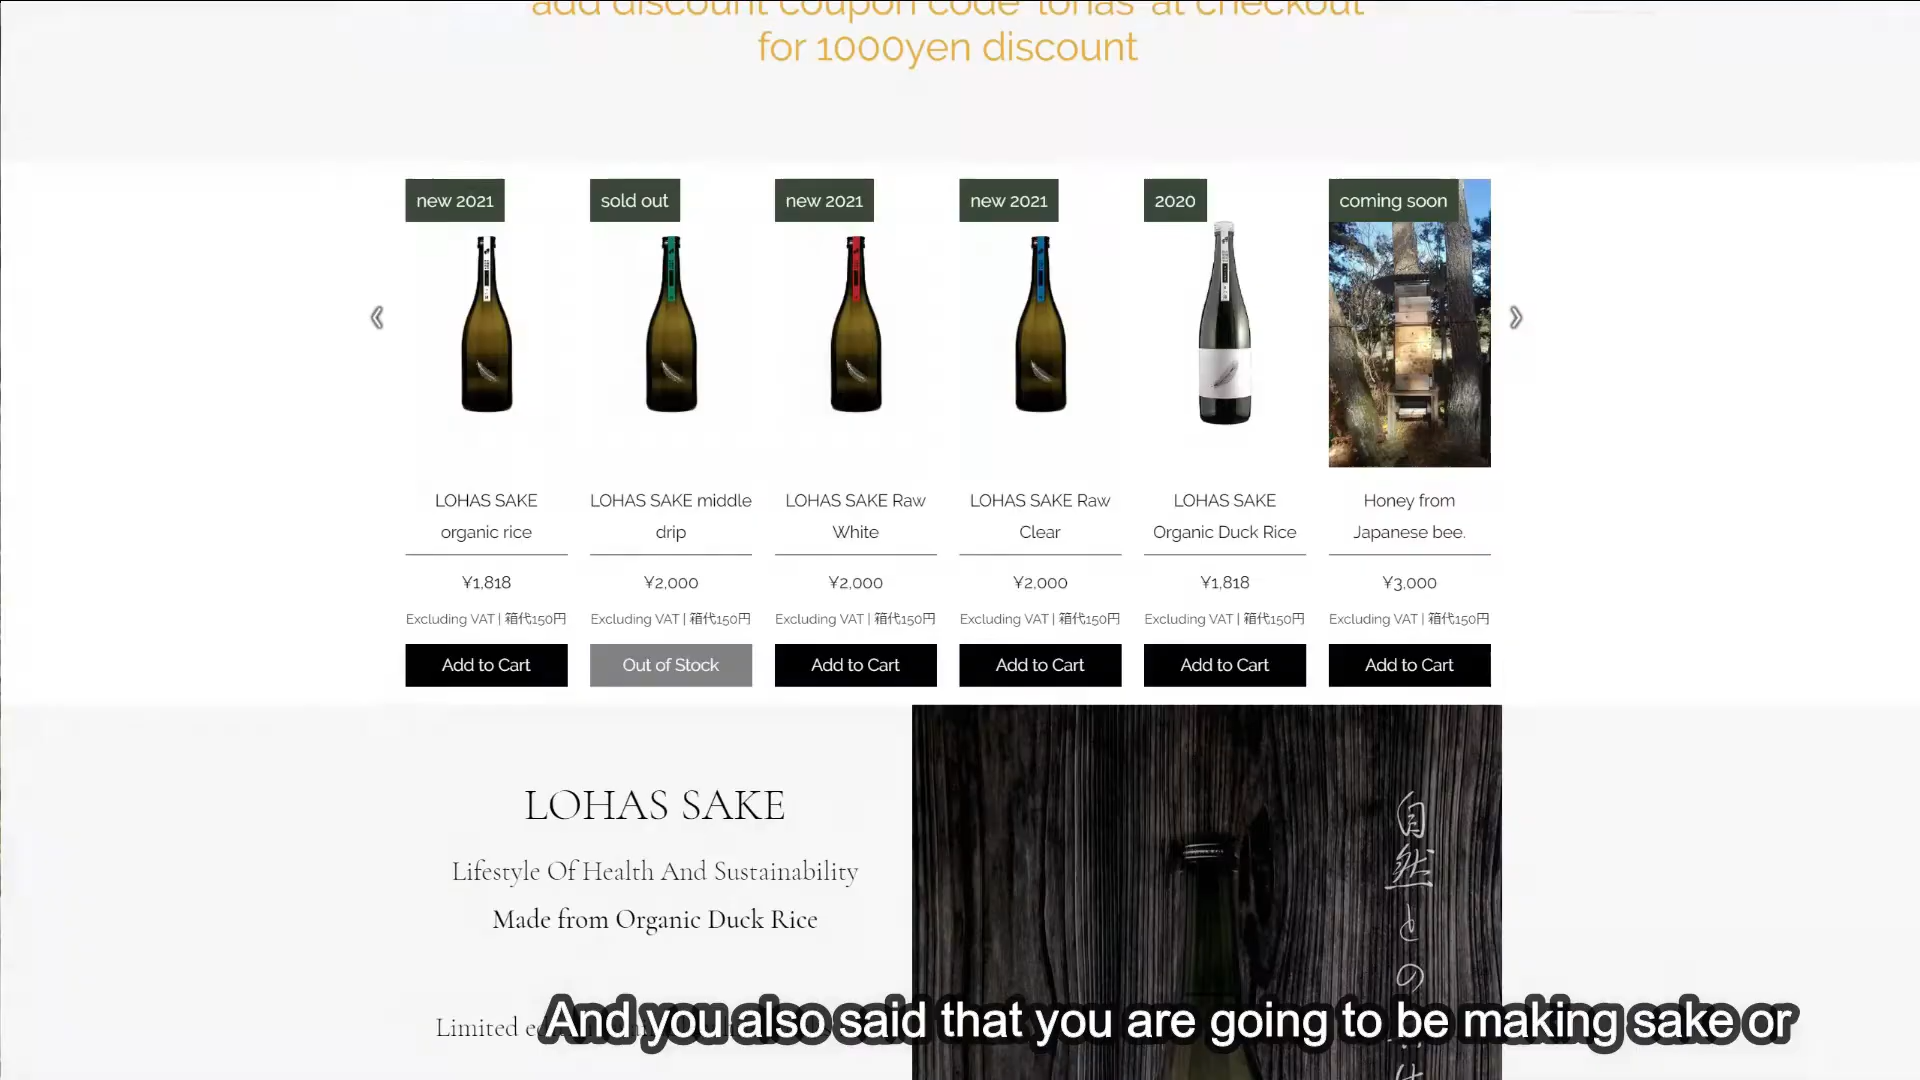 add discount coupon code 'lohas' at checkout
for 1000yen discount
new 2021
sold out
new 2021
new 2021
2020
coming soon
LOHAS SAKE
organic rice
¥1,818
Excluding VAT | 箱代150円
Add to Cart
LOHAS SAKE middle
drip
¥2,000
Excluding VAT | 箱代150円
Out of Stock
LOHAS SAKE Raw
White
¥2,000
Excluding VAT | 箱代150円
Add to Cart
LOHAS SAKE Raw
Clear
¥2,000
Excluding VAT | 箱代150円
Add to Cart
LOHAS SAKE
Organic Duck Rice
¥1,818
Excluding VAT | 箱代150円
Add to Cart
Honey from
Japanese bee.
¥3,000
Excluding VAT | 箱代150円
Add to Cart
LOHAS SAKE
Lifestyle Of Health And Sustainability
Made from Organic Duck Rice
Limited
自然との
And you also said that you are going to be making sake or